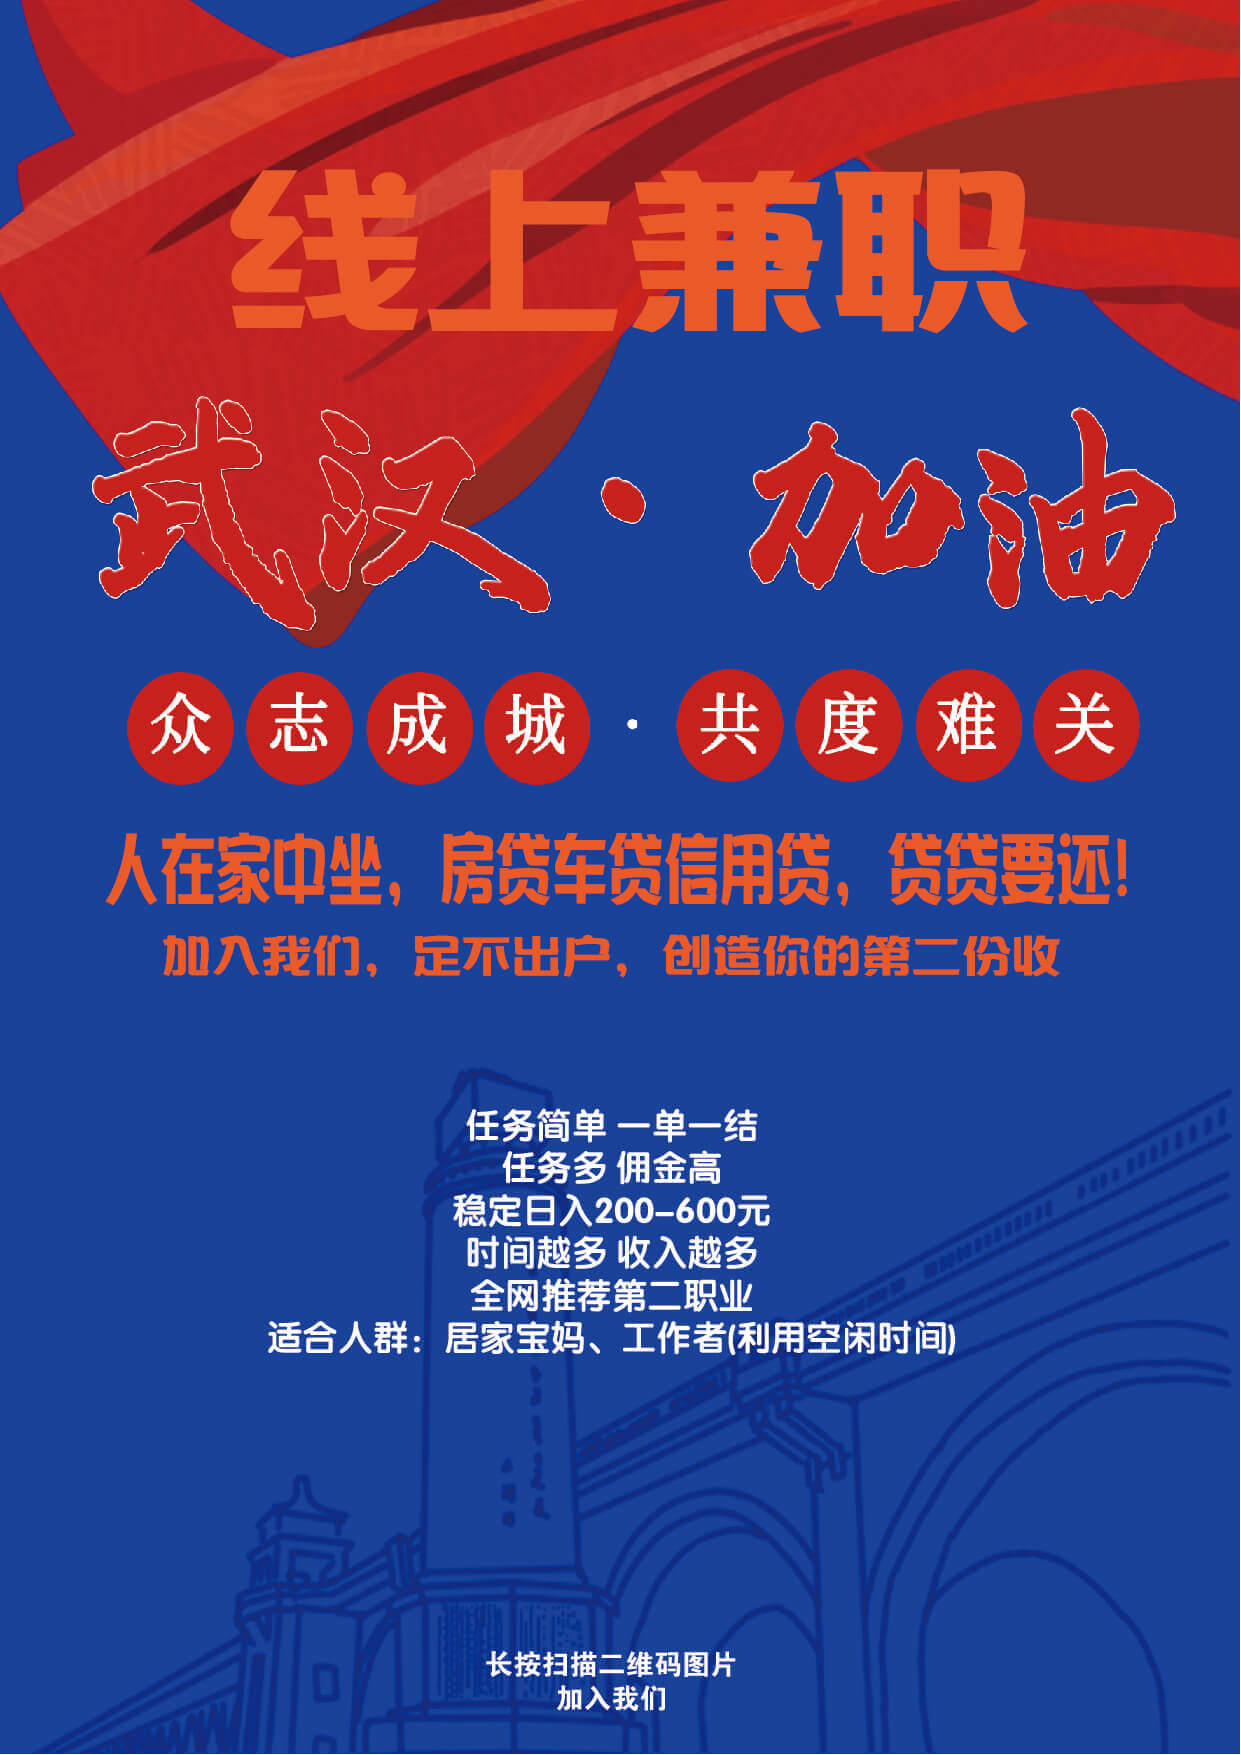 线上兼职
武汉·加油
众志成城·共度难关
人在家中坐，房贷车贷信用贷，贷贷要还！
加入我们，足不出户，创造你的第二份收
任务简单 一单一结
任务多 佣金高
稳定日入200-600元
时间越多 收入越多
全网推荐第二职业
适合人群：居家宝妈、工作者(利用空闲时间)
长按扫描二维码图片
加入我们